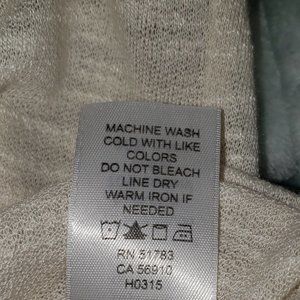 MACHINE WASH
COLD WITH LIKE
COLORS
DO NOT BLEACH
LINE DRY
WARM IRON IF
NEEDED
RN 51783
CA 56910
H0315